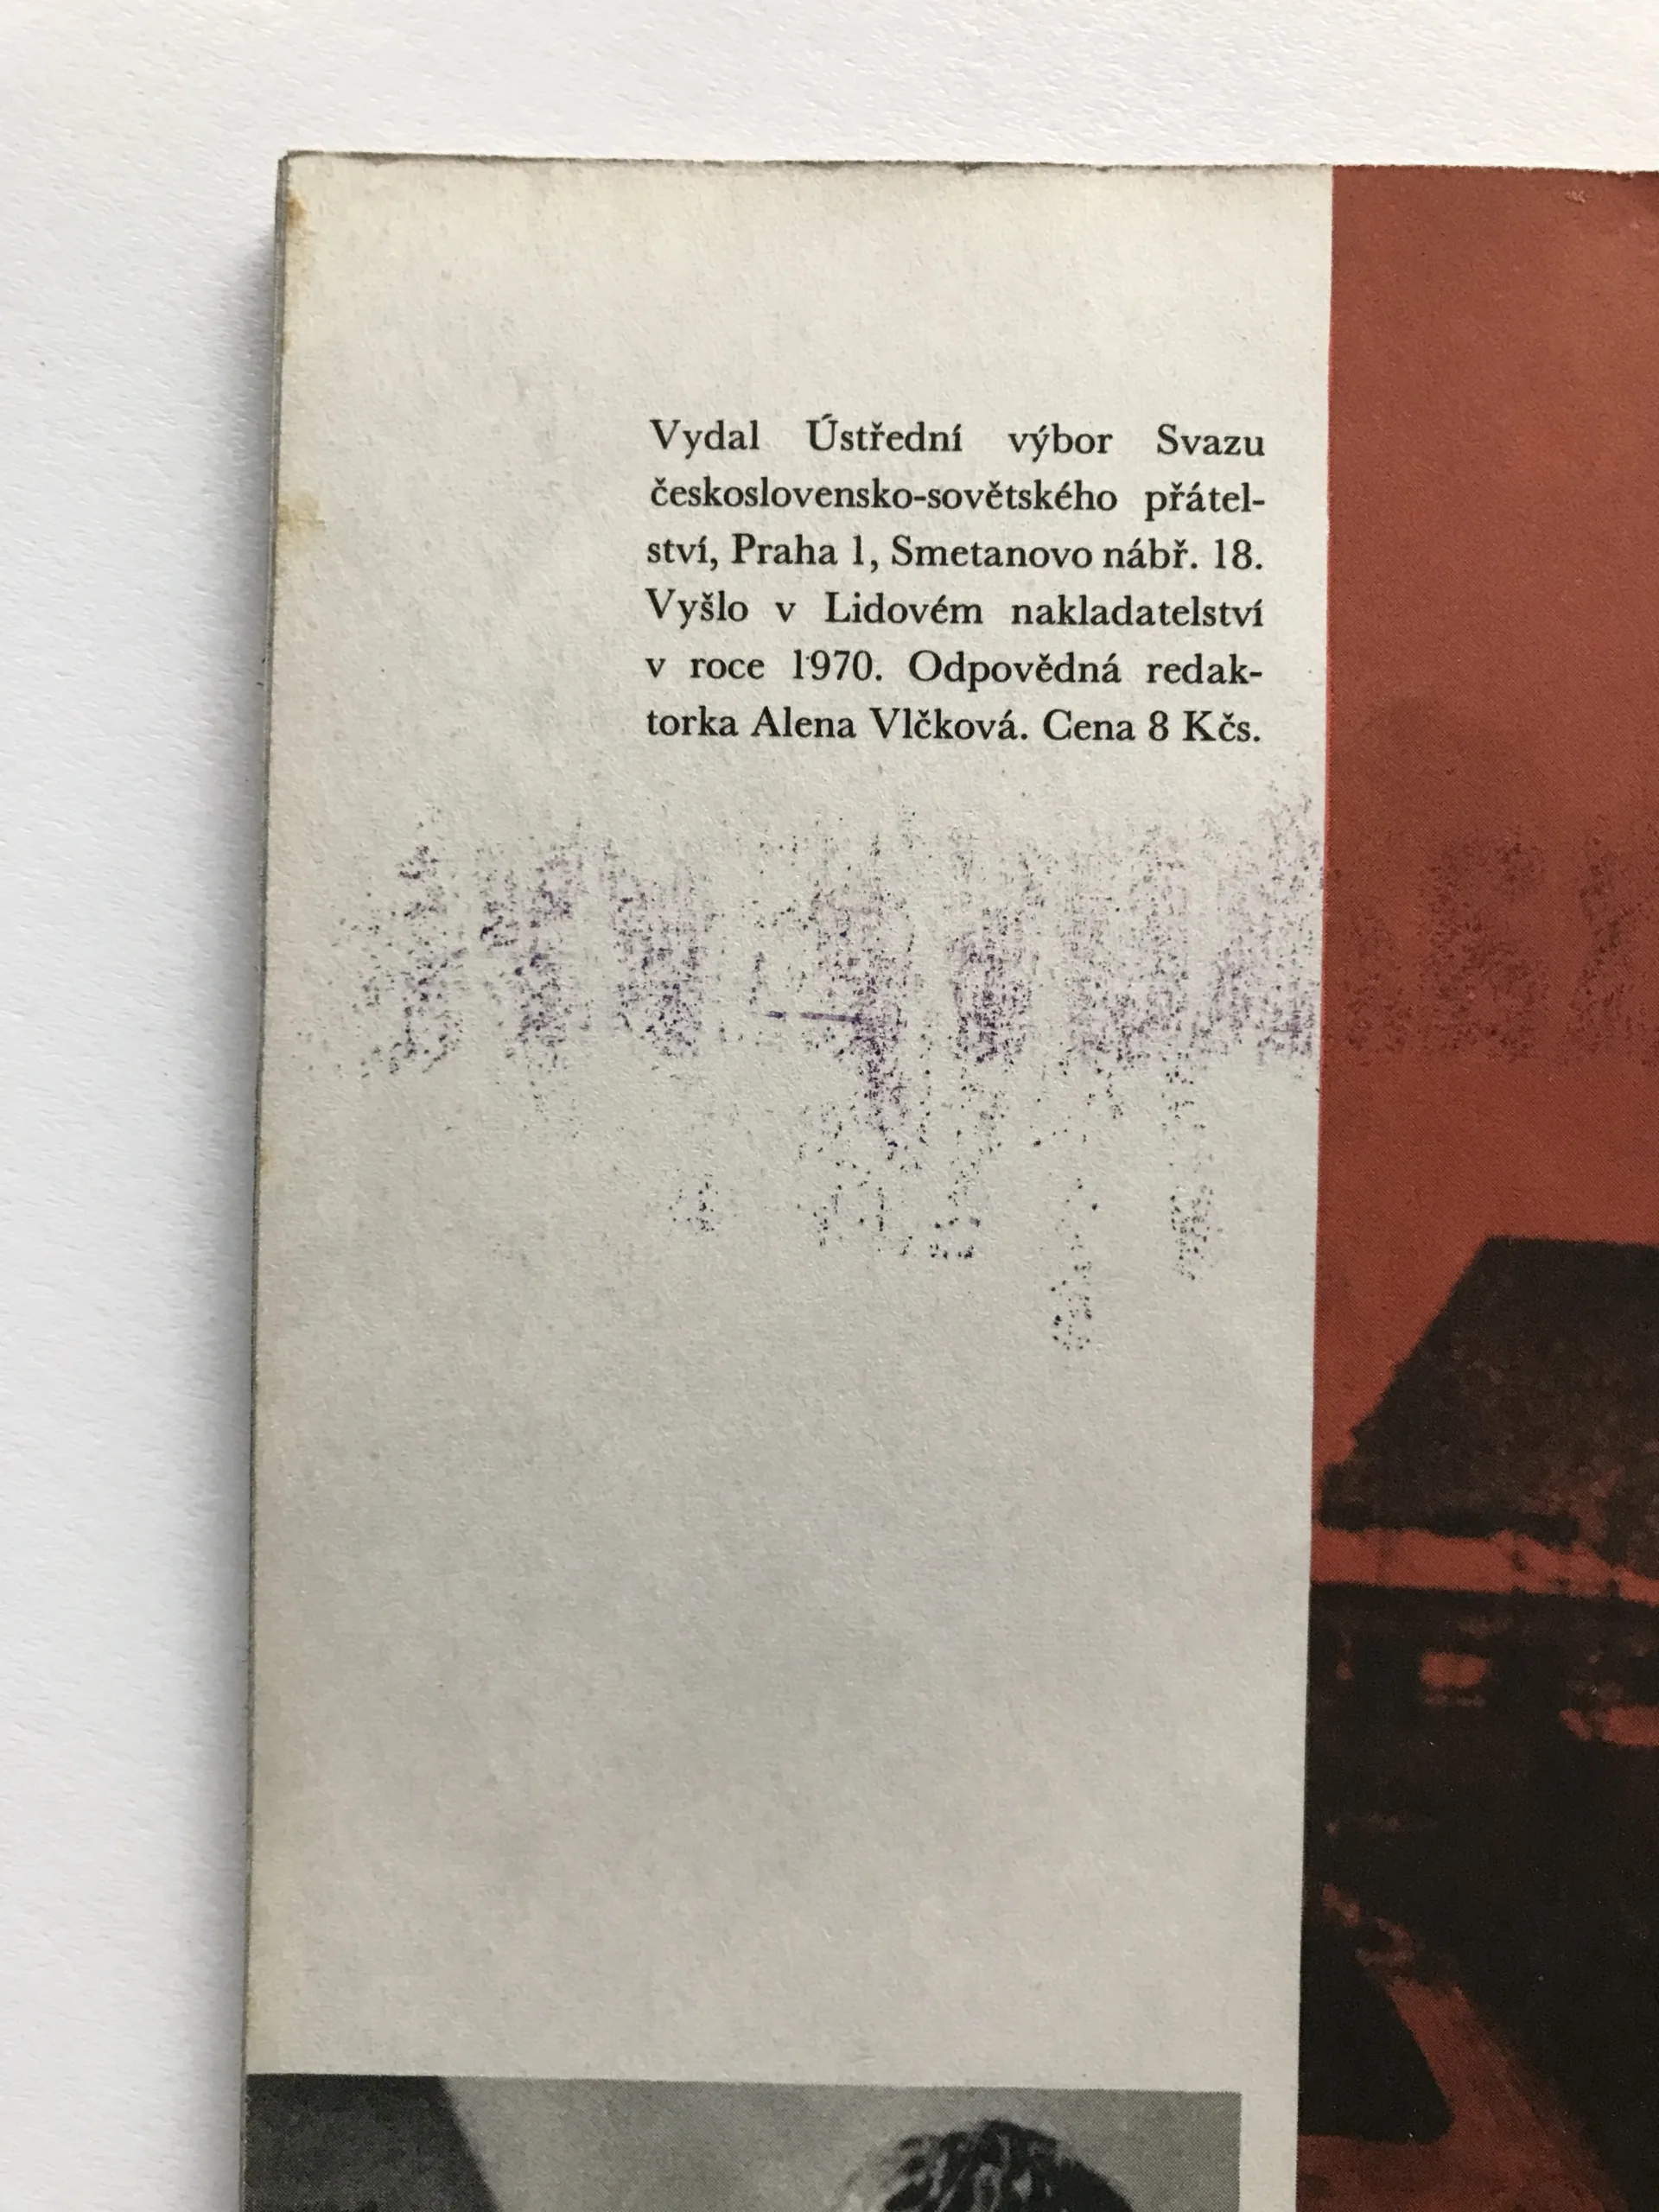 Vydal Ústřední výbor Svazu
československo-sovětského přátel-
ství, Praha 1, Smetanovo nábř. 18.
Vyšlo v Lidovém nakladatelství
v roce 1970. Odpovědná redak-
torka Alena Vlčková. Cena 8 Kčs.